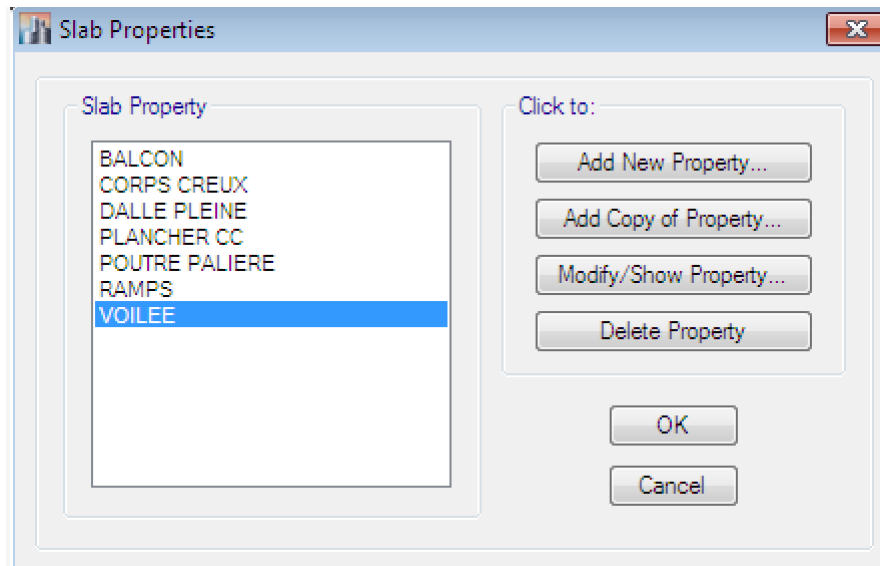 Slab Properties
Slab Property
BALCON
CORPS CREUX
DALLE PLEINE
PLANCHER CC
POUTRE PALIERE
RAMPS
VOILEE
Click to:
Add New Property...
Add Copy of Property...
Modify/Show Property...
Delete Property
OK
Cancel